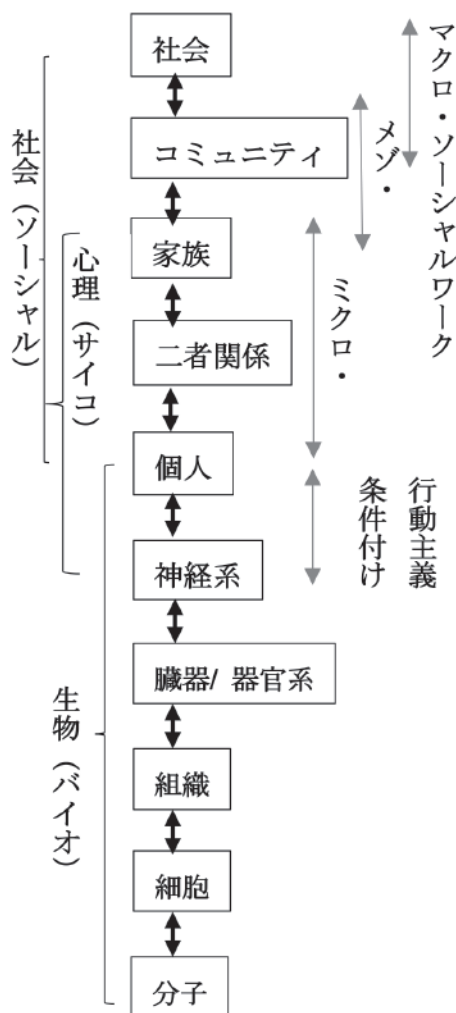 社会
コミュニティ
家族
二者関係
個人
神経系
臓器/ 器官系
組織
細胞
分子
社会（ソーシャル）
心理（サイコ）
生物（バイオ）
マクロ・ソーシャルワーク
メゾ・
ミクロ・
行動主義
条件付け